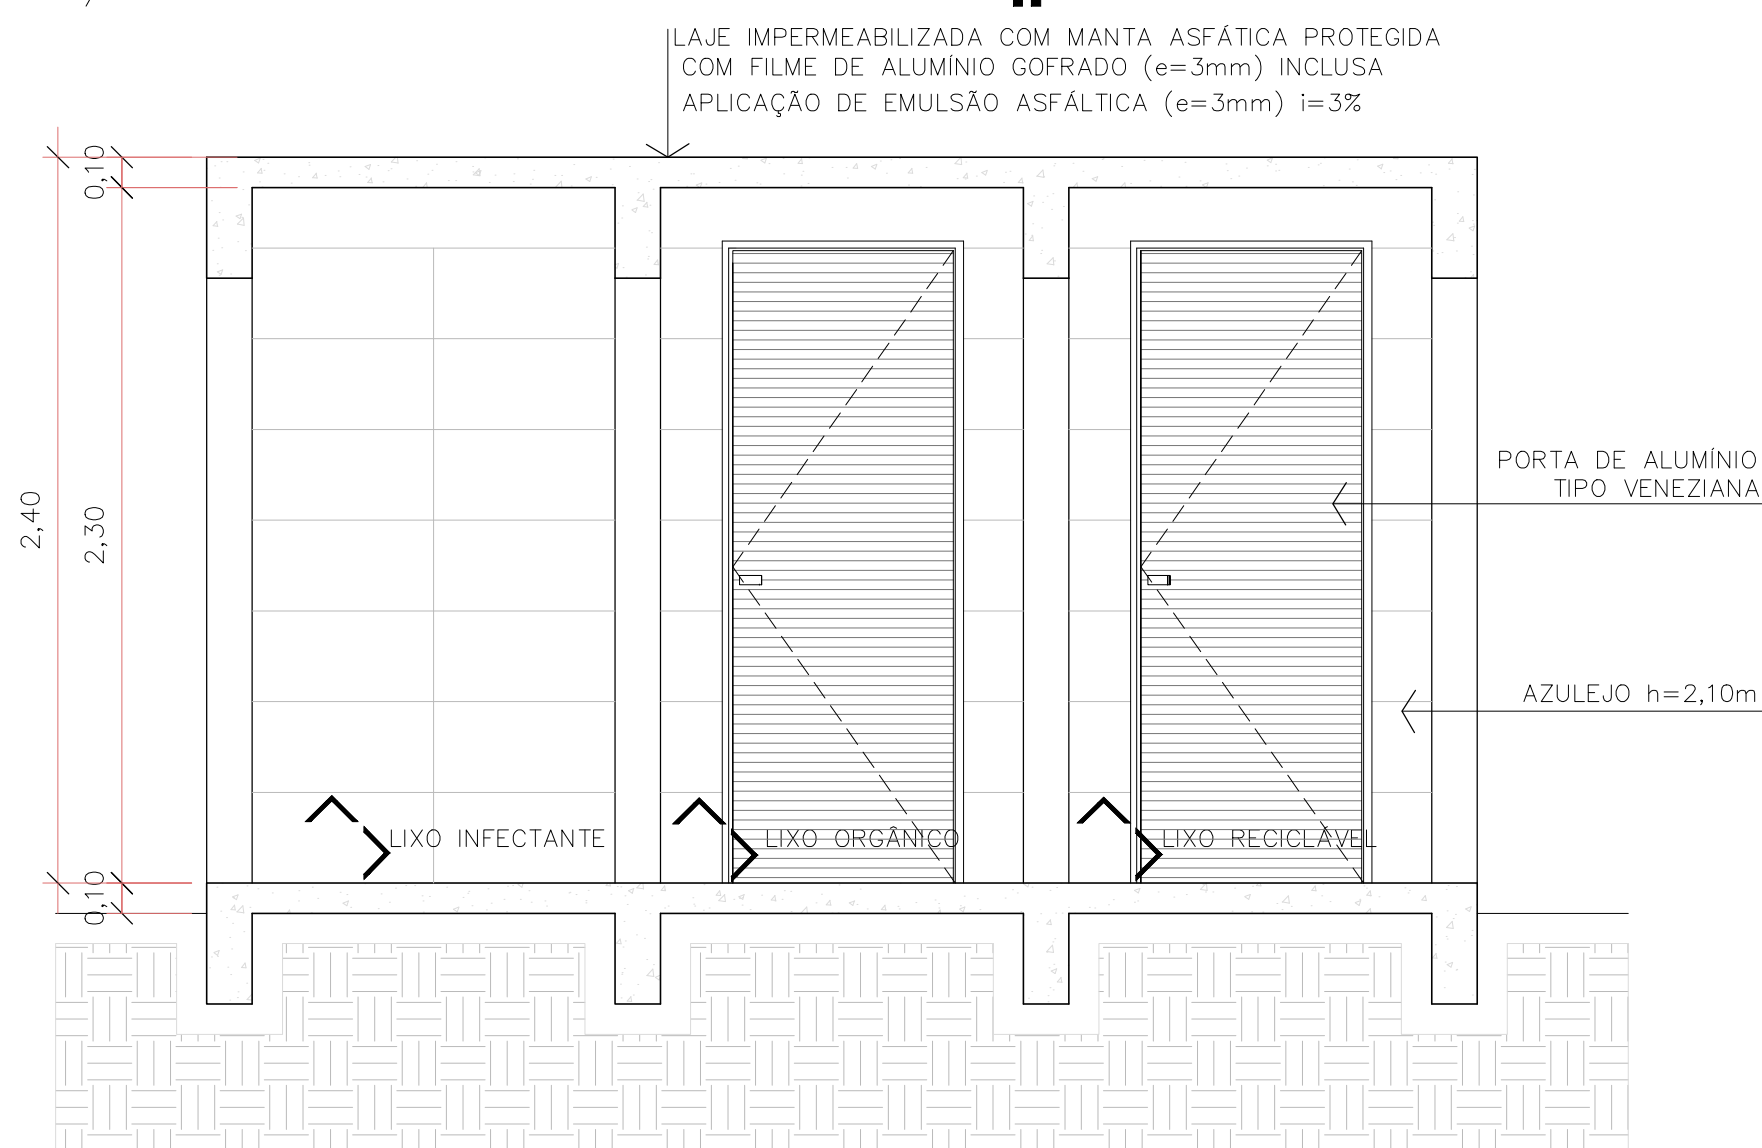 LAJE IMPERMEABILIZADA COM MANTA ASFÁTICA PROTEGIDA
COM FILME DE ALUMÍNIO GOFRADO (e=3mm) INCLUSA
APLICAÇÃO DE EMULSÃO ASFÁLTICA (e=3mm) i=3%
0,10
2,40
2,30
PORTA DE ALUMÍNIO
TIPO VENEZIANA
AZULEJO h=2,10m
LIXO INFECTANTE
LIXO ORGÂNICO
LIXO RECICLÁVEL
0,10